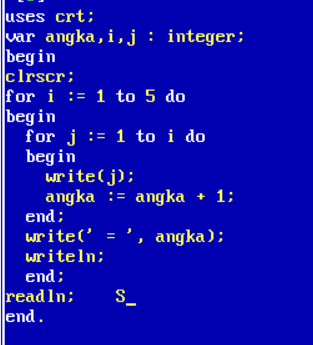 uses crt;
var angka,i,j : integer;
begin
clrscr;
for i := 1 to 5 do
begin
  for j := 1 to i do
  begin
    write(j);
    angka := angka + 1;
  end;
  write(' = ', angka);
  writeln;
  end;
readln;    S_
end.